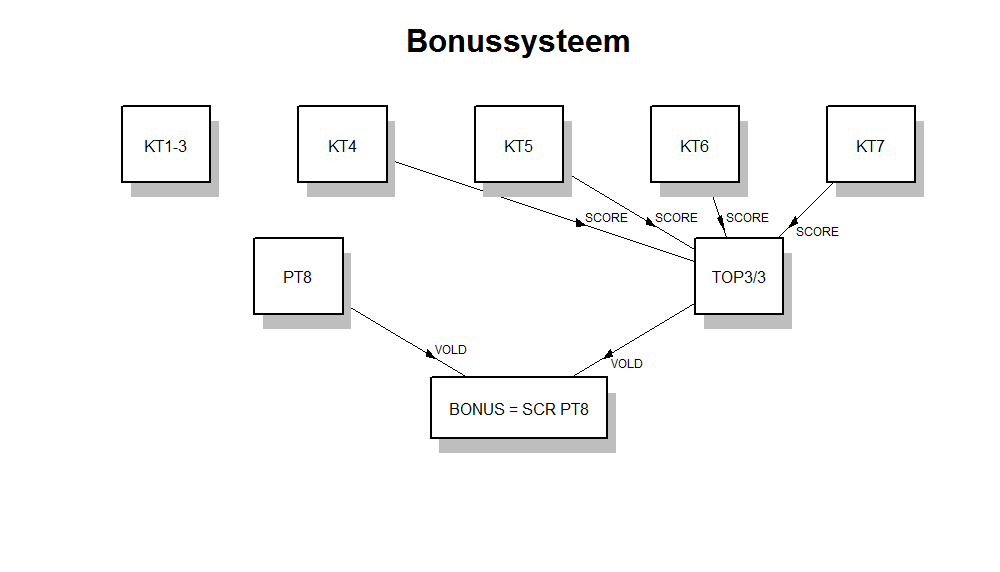 Bonussysteem
KT1-3
KT4
KT5
KT6
KT7
SCORE
SCORE
SCORE
SCORE
PT8
TOP3/3
VOLD
VOLD
BONUS = SCR PT8